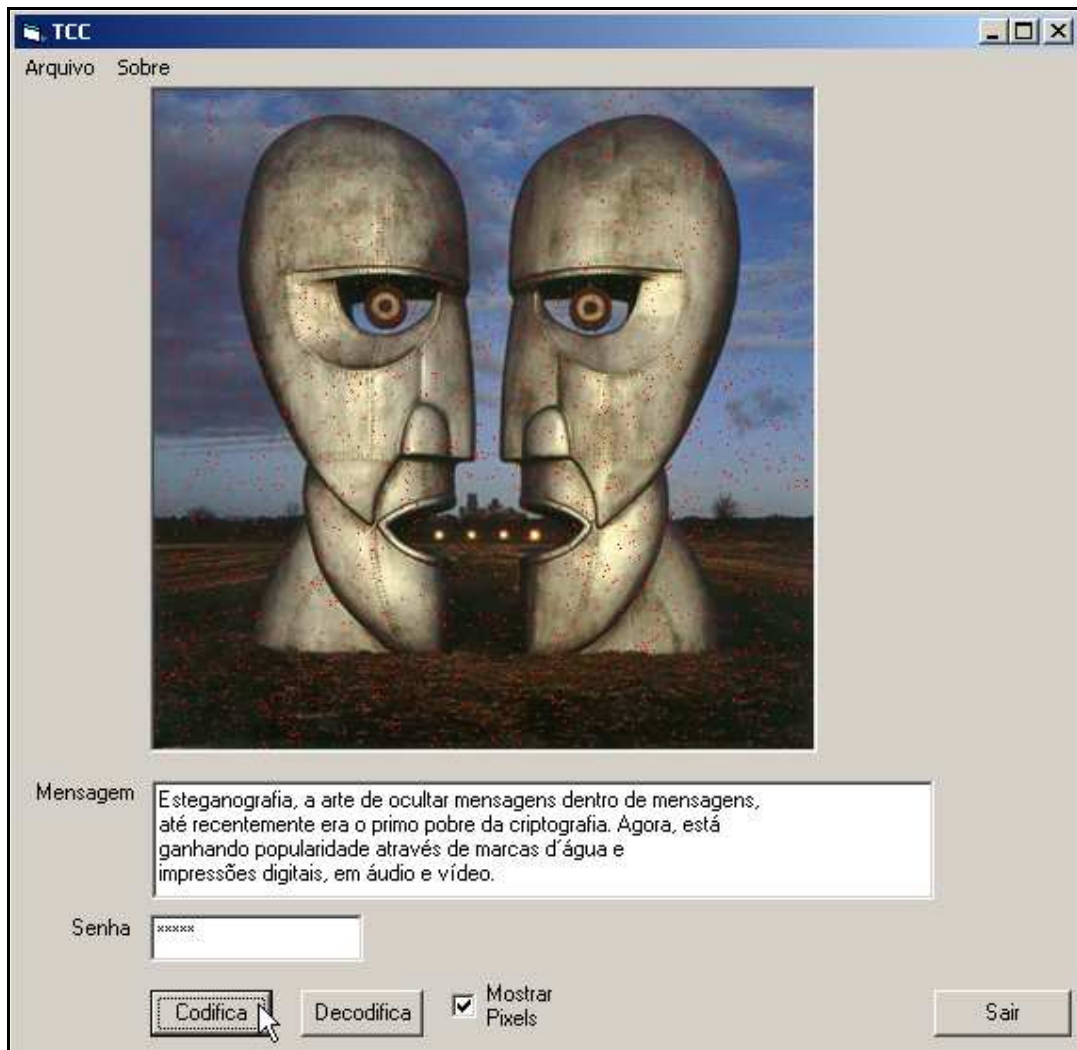 TCC
Arquivo Sobre
Mensagem
Esteganografia, a arte de ocultar mensagens dentro de mensagens,
até recentemente era o primo pobre da criptografia. Agora, está
ganhando popularidade através de marcas d´água e
impressões digitais, em áudio e vídeo.
Senha
*****
Codifica
Decodifica
Mostrar
Pixels
Sair